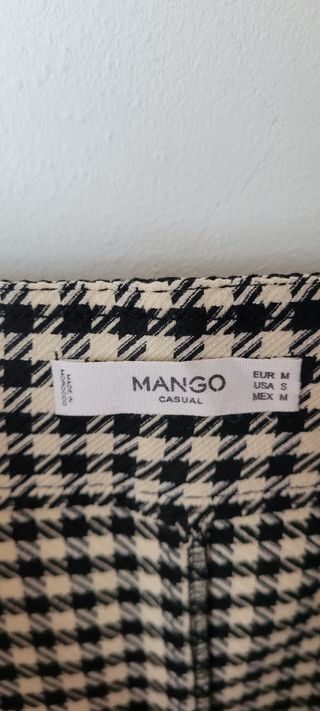 MADE IN
MOROCCO
MANGO
CASUAL
EUR M
USA S
MEX M